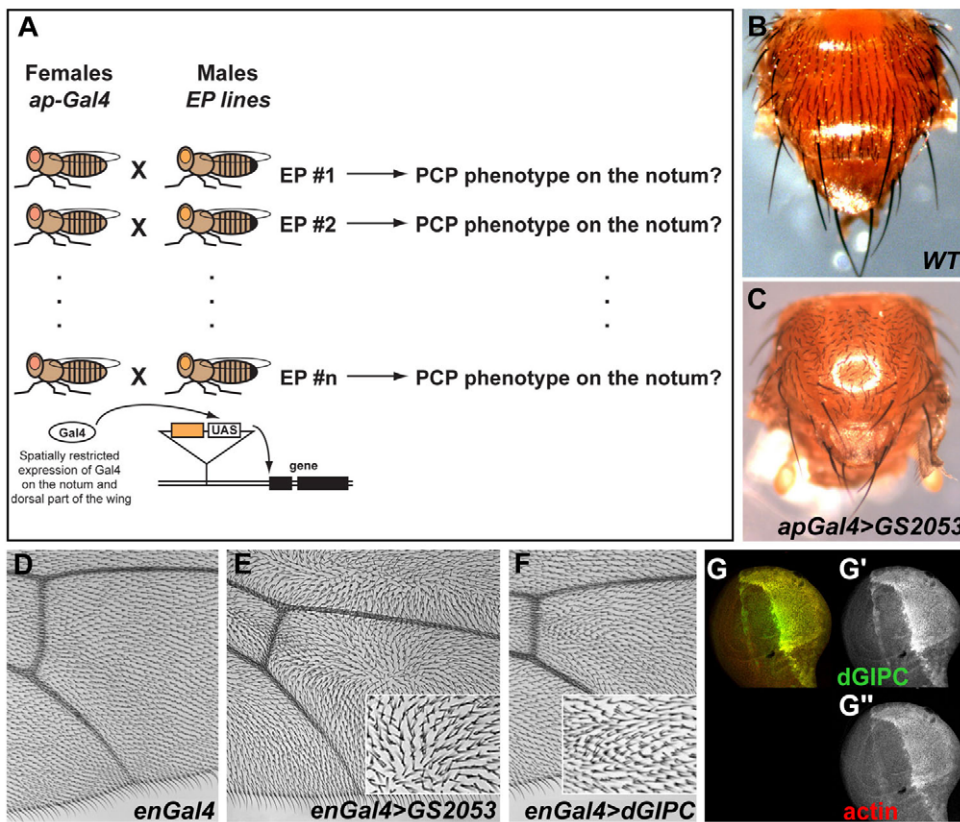 A
Females
ap-Gal4
Males
EP lines
X
EP #1
PCP phenotype on the notum?
X
EP #2
PCP phenotype on the notum?
X
EP #n
PCP phenotype on the notum?
Gal4
UAS
gene
Spatially restricted
expression of Gal4
on the notum and
dorsal part of the wing
B
WT
C
apGal4>GS2053
D
enGal4
E
enGal4>GS2053
F
enGal4>dGIPC
G
G'
dGIPC
G"
actin